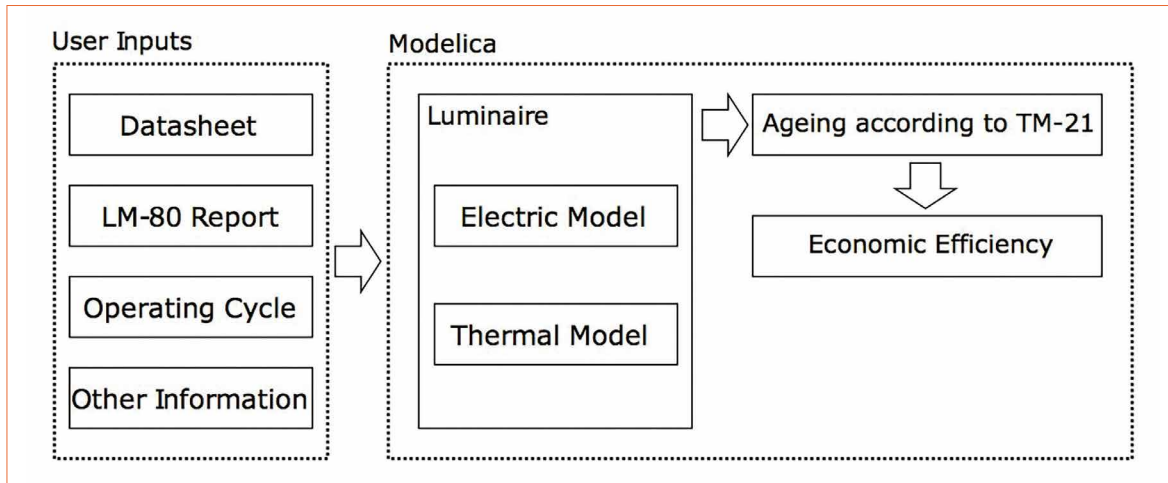 User Inputs
Datasheet
LM-80 Report
Operating Cycle
Other Information
Modelica
Luminaire
Electric Model
Thermal Model
Ageing according to TM-21
Economic Efficiency